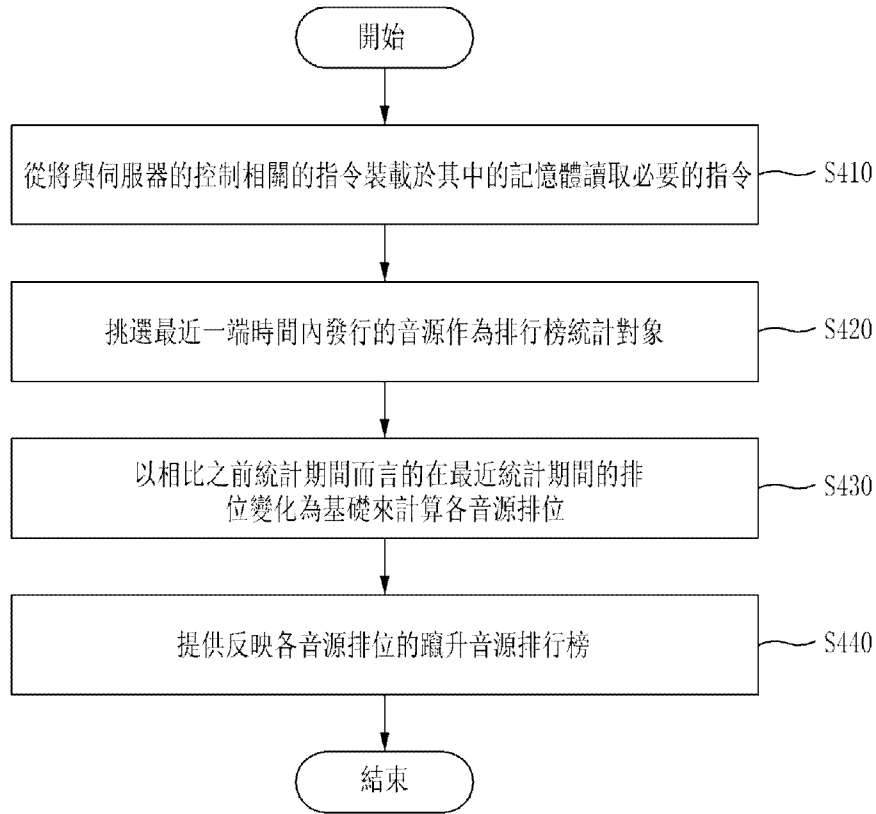 開始
從將與伺服器的控制相關的指令裝載於其中的記憶體讀取必要的指令
S410
挑選最近一端時間內發行的音源作為排行榜統計對象
S420
以相比之前統計期間而言的在最近統計期間的排
位變化為基礎來計算各音源排位
S430
提供反映各音源排位的躥升音源排行榜
S440
結束